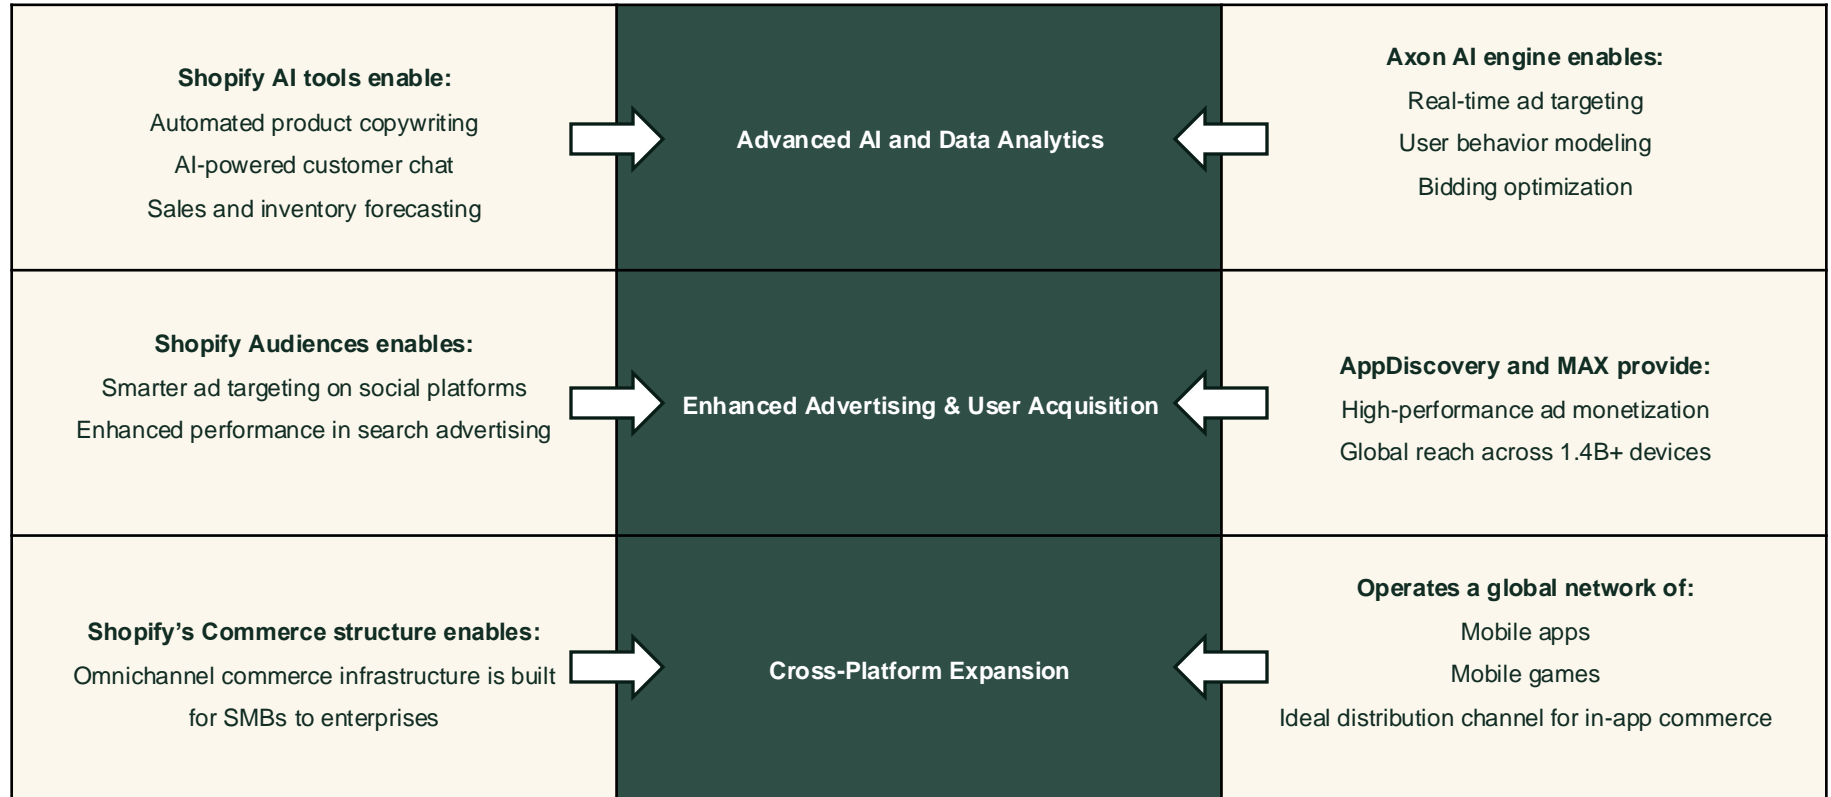 Shopify AI tools enable:
Automated product copywriting
AI-powered customer chat
Sales and inventory forecasting
Advanced AI and Data Analytics
Axon AI engine enables:
Real-time ad targeting
User behavior modeling
Bidding optimization
Shopify Audiences enables:
Smarter ad targeting on social platforms
Enhanced performance in search advertising
Enhanced Advertising & User Acquisition
AppDiscovery and MAX provide:
High-performance ad monetization
Global reach across 1.4B+ devices
Shopify’s Commerce structure enables:
Omnichannel commerce infrastructure is built
for SMBs to enterprises
Cross-Platform Expansion
Operates a global network of:
Mobile apps
Mobile games
Ideal distribution channel for in-app commerce